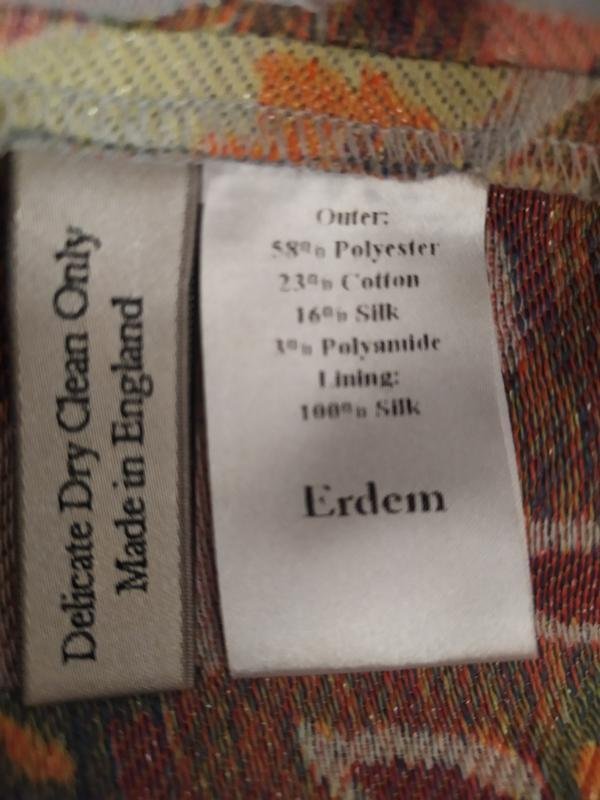 Delicate Dry Clean Only
Made in England
Outer:
58% Polyester
23% Cotton
16% Silk
3% Polyamide
Lining:
100% Silk
Erdem